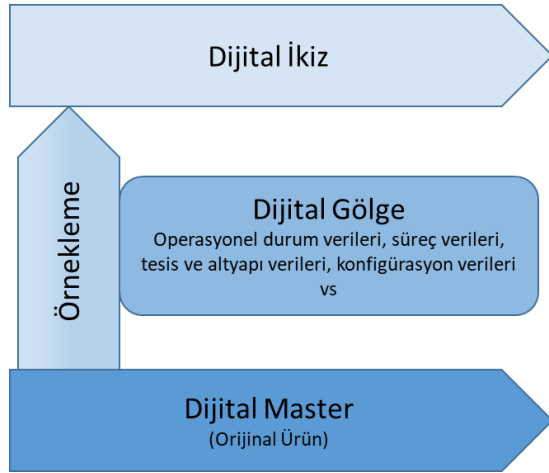 Dijital İkiz
Örnekleme
Dijital Gölge
Operasyonel durum verileri, süreç verileri,
tesis ve altyapı verileri, konfigürasyon verileri
vs
Dijital Master
(Orijinal Ürün)